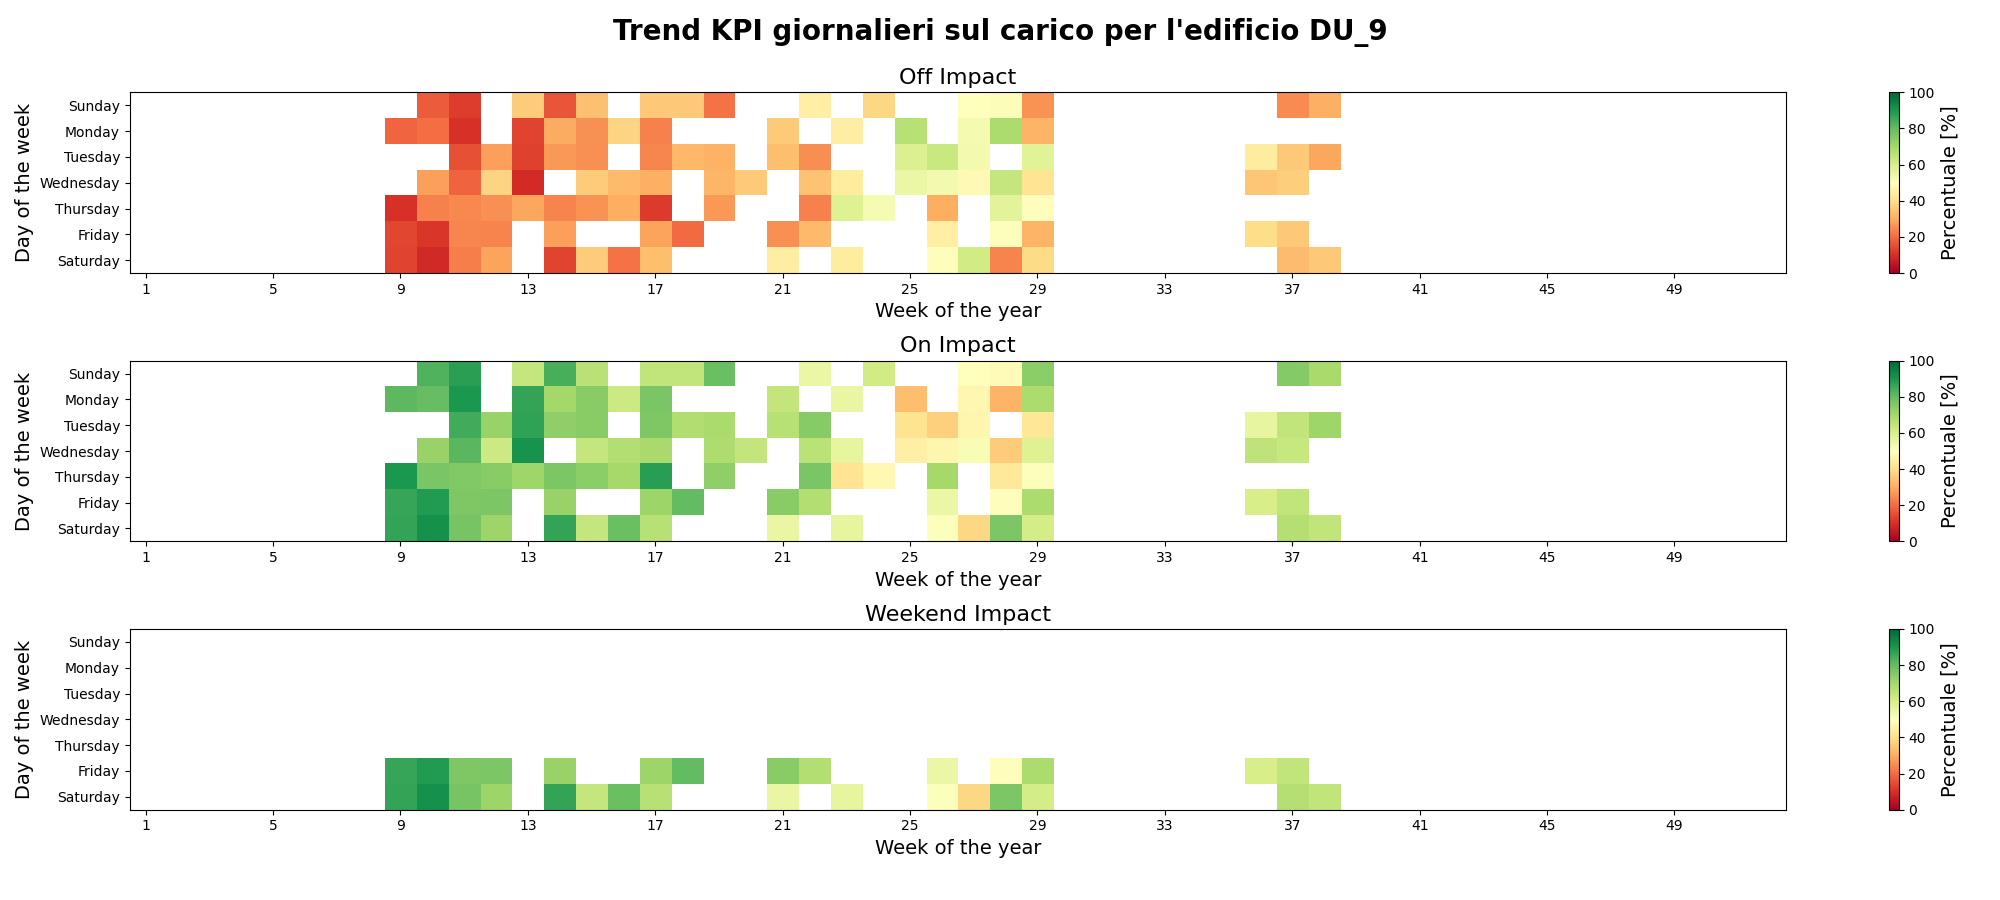 Trend KPI giornalieri sul carico per l'edificio DU_9
Off Impact
Day of the week
Sunday
Monday
Tuesday
Wednesday
Thursday
Friday
Saturday
1 5 9 13 17 21 25 29 33 37 41 45 49
Week of the year
100
80
60
40
20
0
Percentuale [%]
On Impact
Day of the week
Sunday
Monday
Tuesday
Wednesday
Thursday
Friday
Saturday
1 5 9 13 17 21 25 29 33 37 41 45 49
Week of the year
100
80
60
40
20
0
Percentuale [%]
Weekend Impact
Day of the week
Sunday
Monday
Tuesday
Wednesday
Thursday
Friday
Saturday
1 5 9 13 17 21 25 29 33 37 41 45 49
Week of the year
100
80
60
40
20
0
Percentuale [%]